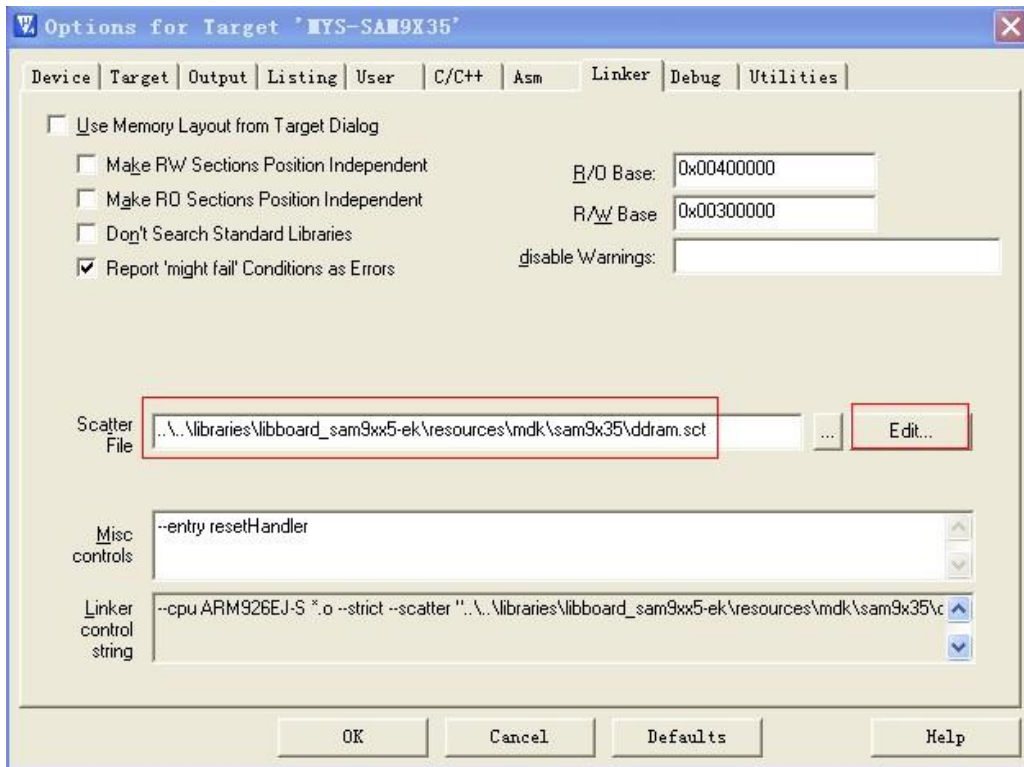 Options for Target 'MYS-SAM9X35'
Device Target Output Listing User C/C++ Asm Linker Debug Utilities
Use Memory Layout from Target Dialog
Make RW Sections Position Independent
Make RO Sections Position Independent
Don't Search Standard Libraries
Report 'might fail' Conditions as Errors
R/O Base: 0x00400000
R/W Base 0x00300000
disable Warnings:
Scatter File ..\..\libraries\libboard_sam9xx5-ek\resources\mdk\sam9x35\ddram.sct ... Edit...
Misc controls --entry resetHandler
Linker control string --cpu ARM926EJ-S *.o --strict --scatter "..\..\libraries\libboard_sam9xx5-ek\resources\mdk\sam9x35\c
OK Cancel Defaults Help